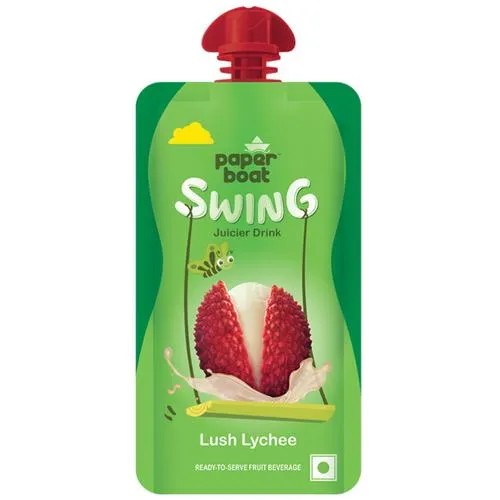 paper
boat
SWING
Juicier Drink
Lush Lychee
READY-TO-SERVE FRUIT BEVERAGE